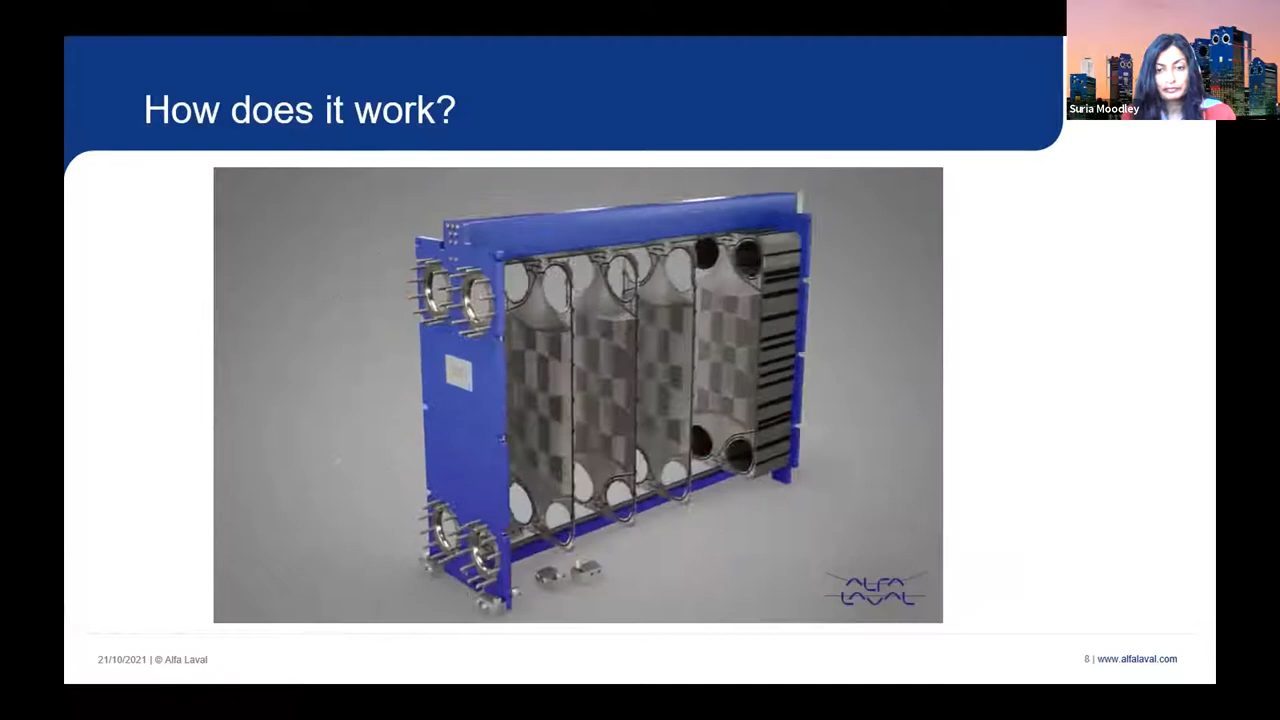 How does it work?
Suria Moodley
ALFA
LAVAL
21/10/2021 | © Alfa Laval
8 | www.alfalaval.com